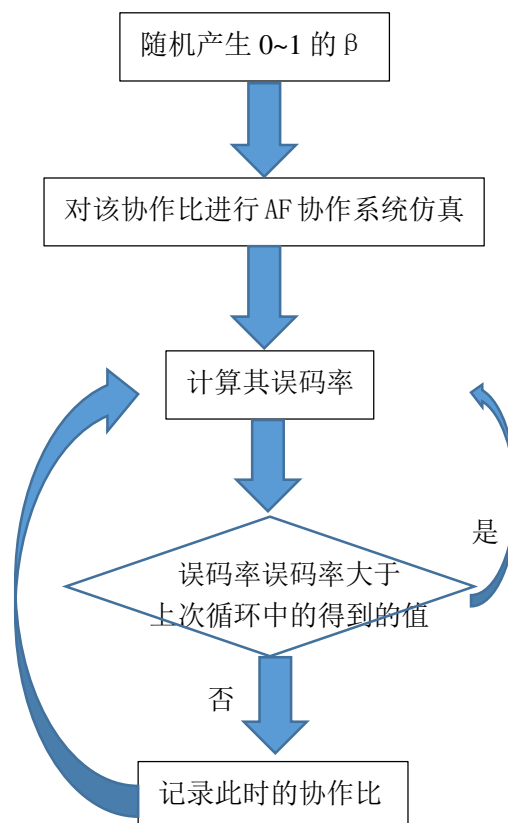 随机产生 0~1 的 β
对该协作比进行 AF 协作系统仿真
计算其误码率
是
误码率误码率大于
上次循环中的得到的值
否
记录此时的协作比